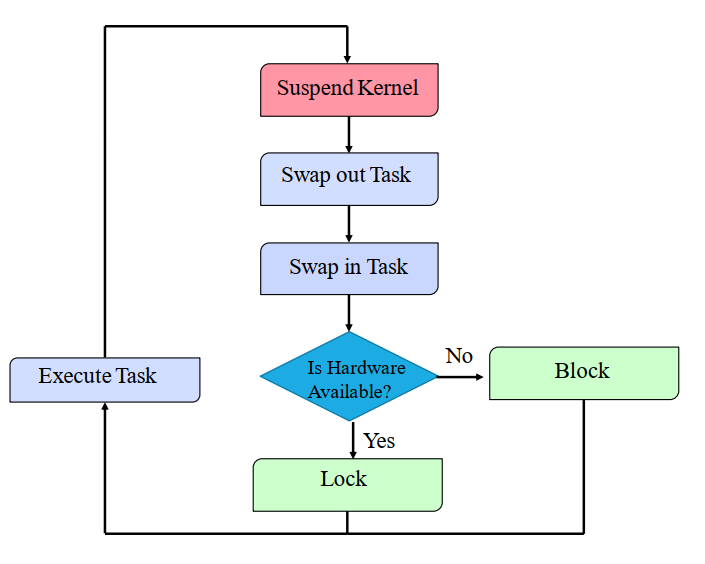 Suspend Kernel
Swap out Task
Swap in Task
Is Hardware
Available?
No
Block
Execute Task
Yes
Lock